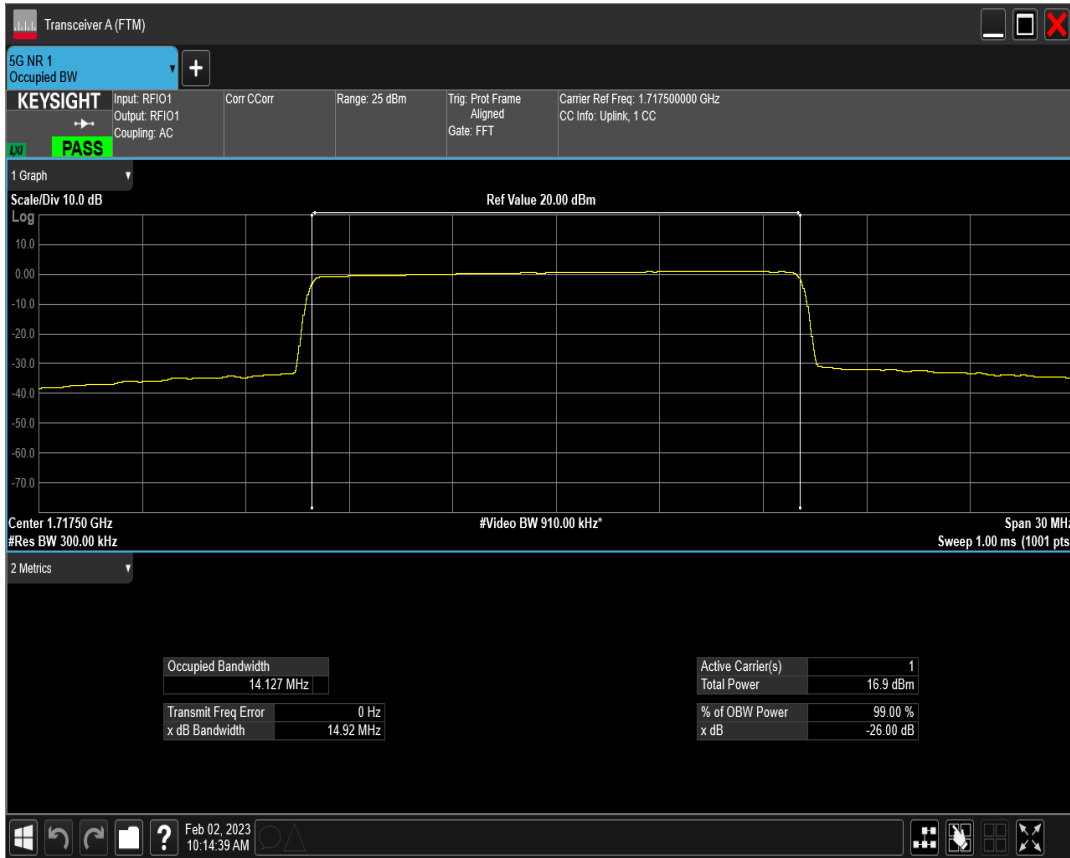 Transceiver A (FTM)
5G NR 1
Occupied BW
+
KEYSIGHT
LXI
PASS
Input: RFIO1
Output: RFIO1
Coupling: AC
Corr CCorr
Range: 25 dBm
Trig: Prot Frame
Aligned
Gate: FFT
Carrier Ref Freq: 1.717500000 GHz
CC Info: Uplink, 1 CC
1 Graph
Scale/Div 10.0 dB
Ref Value 20.00 dBm
Log
10.0
0.00
-10.0
-20.0
-30.0
-40.0
-50.0
-60.0
-70.0
Center 1.71750 GHz
#Video BW 910.00 kHz*
Span 30 MHz
#Res BW 300.00 kHz
Sweep 1.00 ms (1001 pts
2 Metrics
Occupied Bandwidth
14.127 MHz
Transmit Freq Error 0 Hz
x dB Bandwidth 14.92 MHz
Active Carrier(s) 1
Total Power 16.9 dBm
% of OBW Power 99.00 %
x dB -26.00 dB
?
Feb 02, 2023
10:14:39 AM